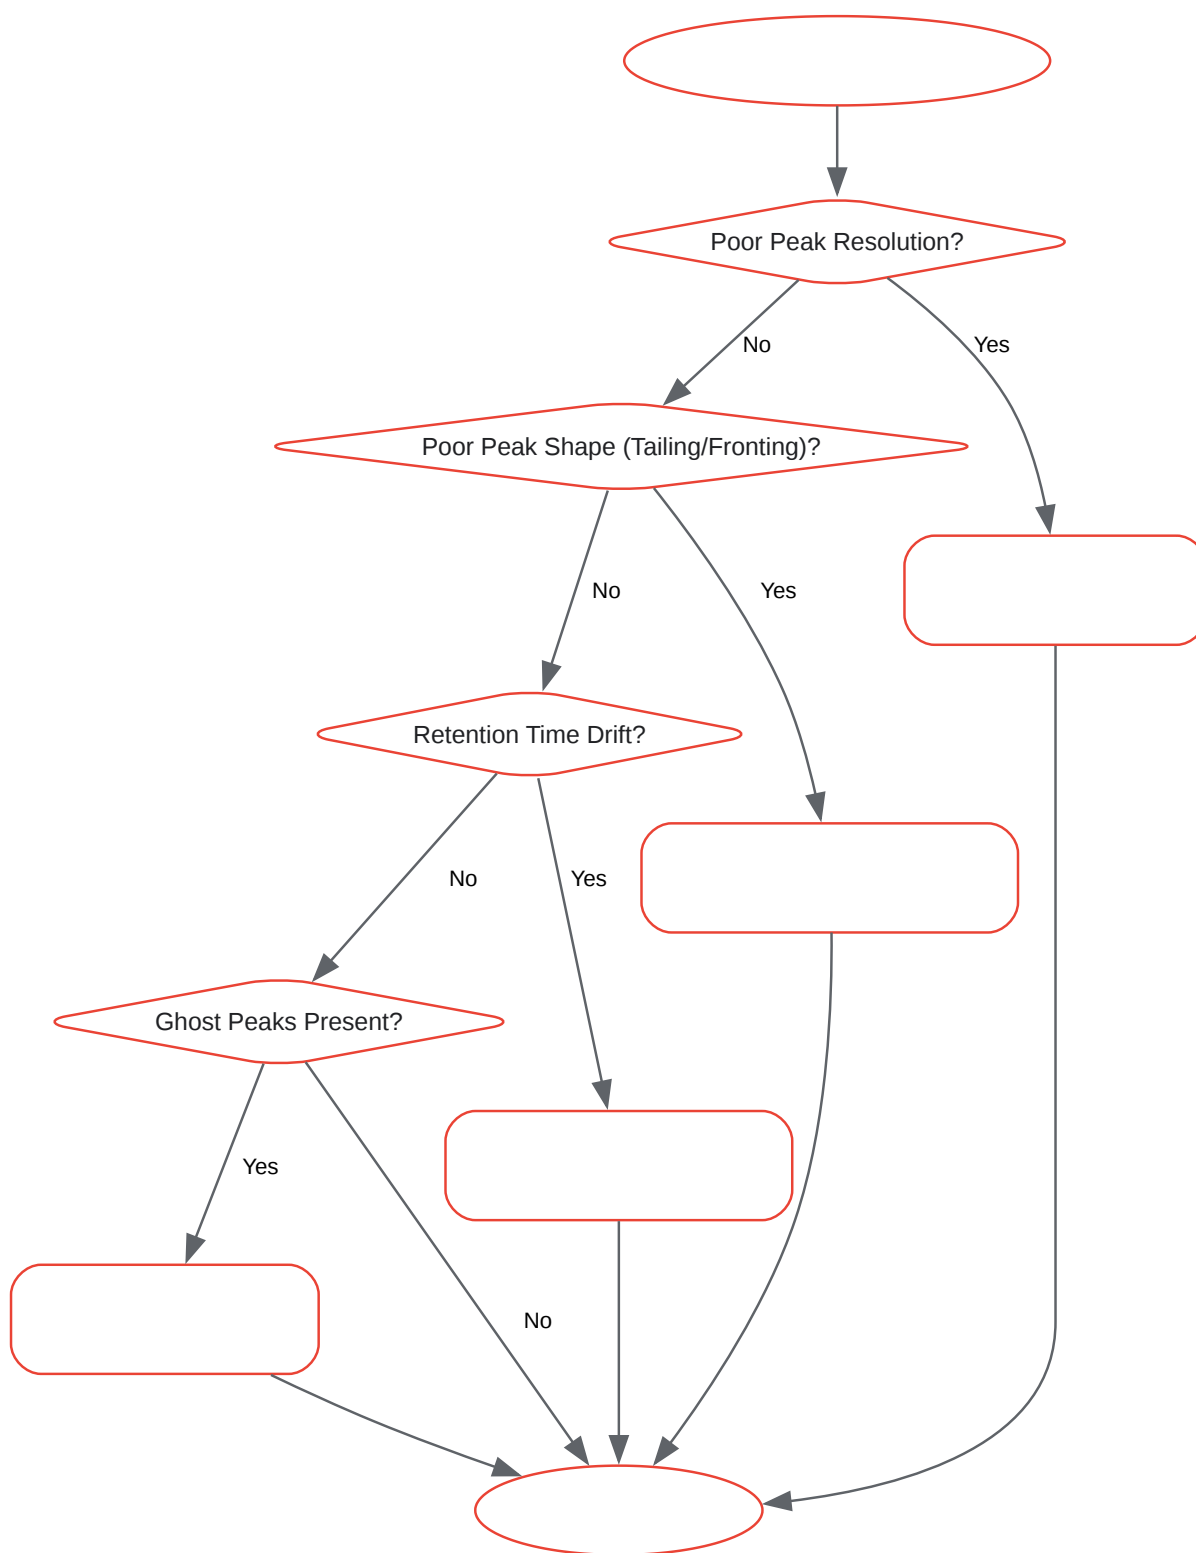 Poor Peak Resolution?
No
Yes
Poor Peak Shape (Tailing/Fronting)?
No
Yes
Retention Time Drift?
No
Yes
Ghost Peaks Present?
Yes
No